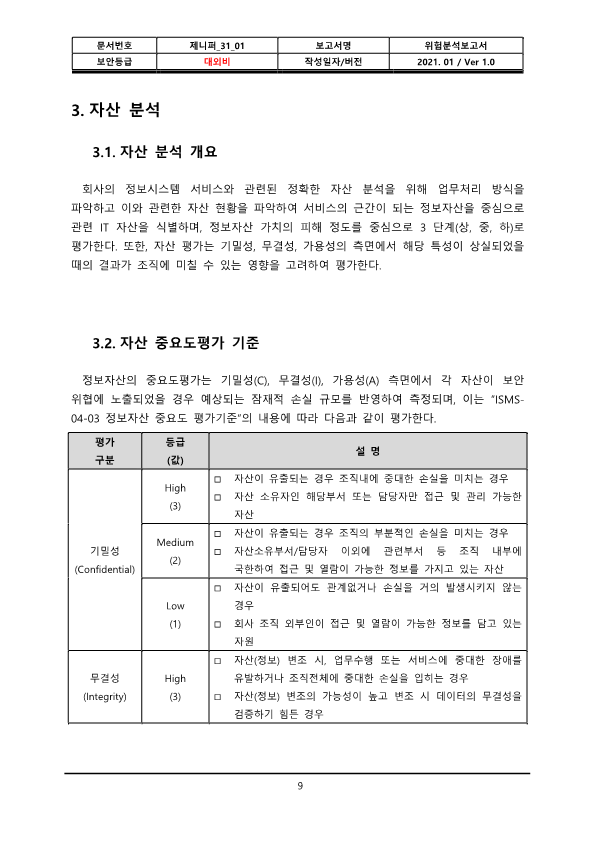 문서번호 제니퍼_31_01 보고서명 위험분석보고서
보안등급 대외비 작성일자/버전 2021. 01 / Ver 1.0
3. 자산 분석
3.1. 자산 분석 개요
회사의 정보시스템 서비스와 관련된 정확한 자산 분석을 위해 업무처리 방식을
파악하고 이와 관련한 자산 현황을 파악하여 서비스의 근간이 되는 정보자산을 중심으로
관련 IT 자산을 식별하며, 정보자산 가치의 피해 정도를 중심으로 3 단계(상, 중, 하)로
평가한다. 또한, 자산 평가는 기밀성, 무결성, 가용성의 측면에서 해당 특성이 상실되었을
때의 결과가 조직에 미칠 수 있는 영향을 고려하여 평가한다.
3.2. 자산 중요도평가 기준
정보자산의 중요도평가는 기밀성(C), 무결성(I), 가용성(A) 측면에서 각 자산이 보안
위협에 노출되었을 경우 예상되는 잠재적 손실 규모를 반영하여 측정되며, 이는 “ISMS-
04-03 정보자산 중요도 평가기준”의 내용에 따라 다음과 같이 평가한다.
평가
구분
등급
(값)
설 명
기밀성
(Confidential)
High
(3)
□ 자산이 유출되는 경우 조직내에 중대한 손실을 미치는 경우
□ 자산 소유자인 해당부서 또는 담당자만 접근 및 관리 가능한
자산
Medium
(2)
□ 자산이 유출되는 경우 조직의 부분적인 손실을 미치는 경우
□ 자산소유부서/담당자 이외에 관련부서 등 조직 내부에
국한하여 접근 및 열람이 가능한 정보를 가지고 있는 자산
Low
(1)
□ 자산이 유출되어도 관계없거나 손실을 거의 발생시키지 않는
경우
□ 회사 조직 외부인이 접근 및 열람이 가능한 정보를 담고 있는
자원
무결성
(Integrity)
High
(3)
□ 자산(정보) 변조 시, 업무수행 또는 서비스에 중대한 장애를
유발하거나 조직전체에 중대한 손실을 입히는 경우
□ 자산(정보) 변조의 가능성이 높고 변조 시 데이터의 무결성을
검증하기 힘든 경우
9